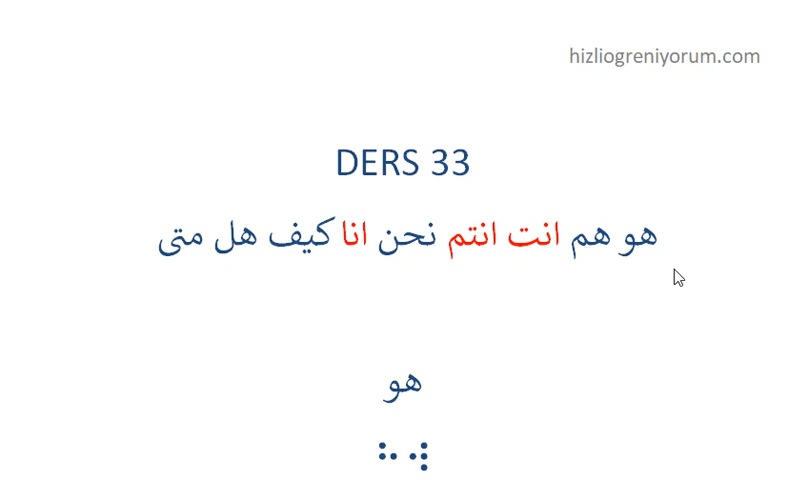 hizliogreniyorum.com
DERS 33
هو هم انت انتم نحن انا كيف هل متى
هو
⠓⠺